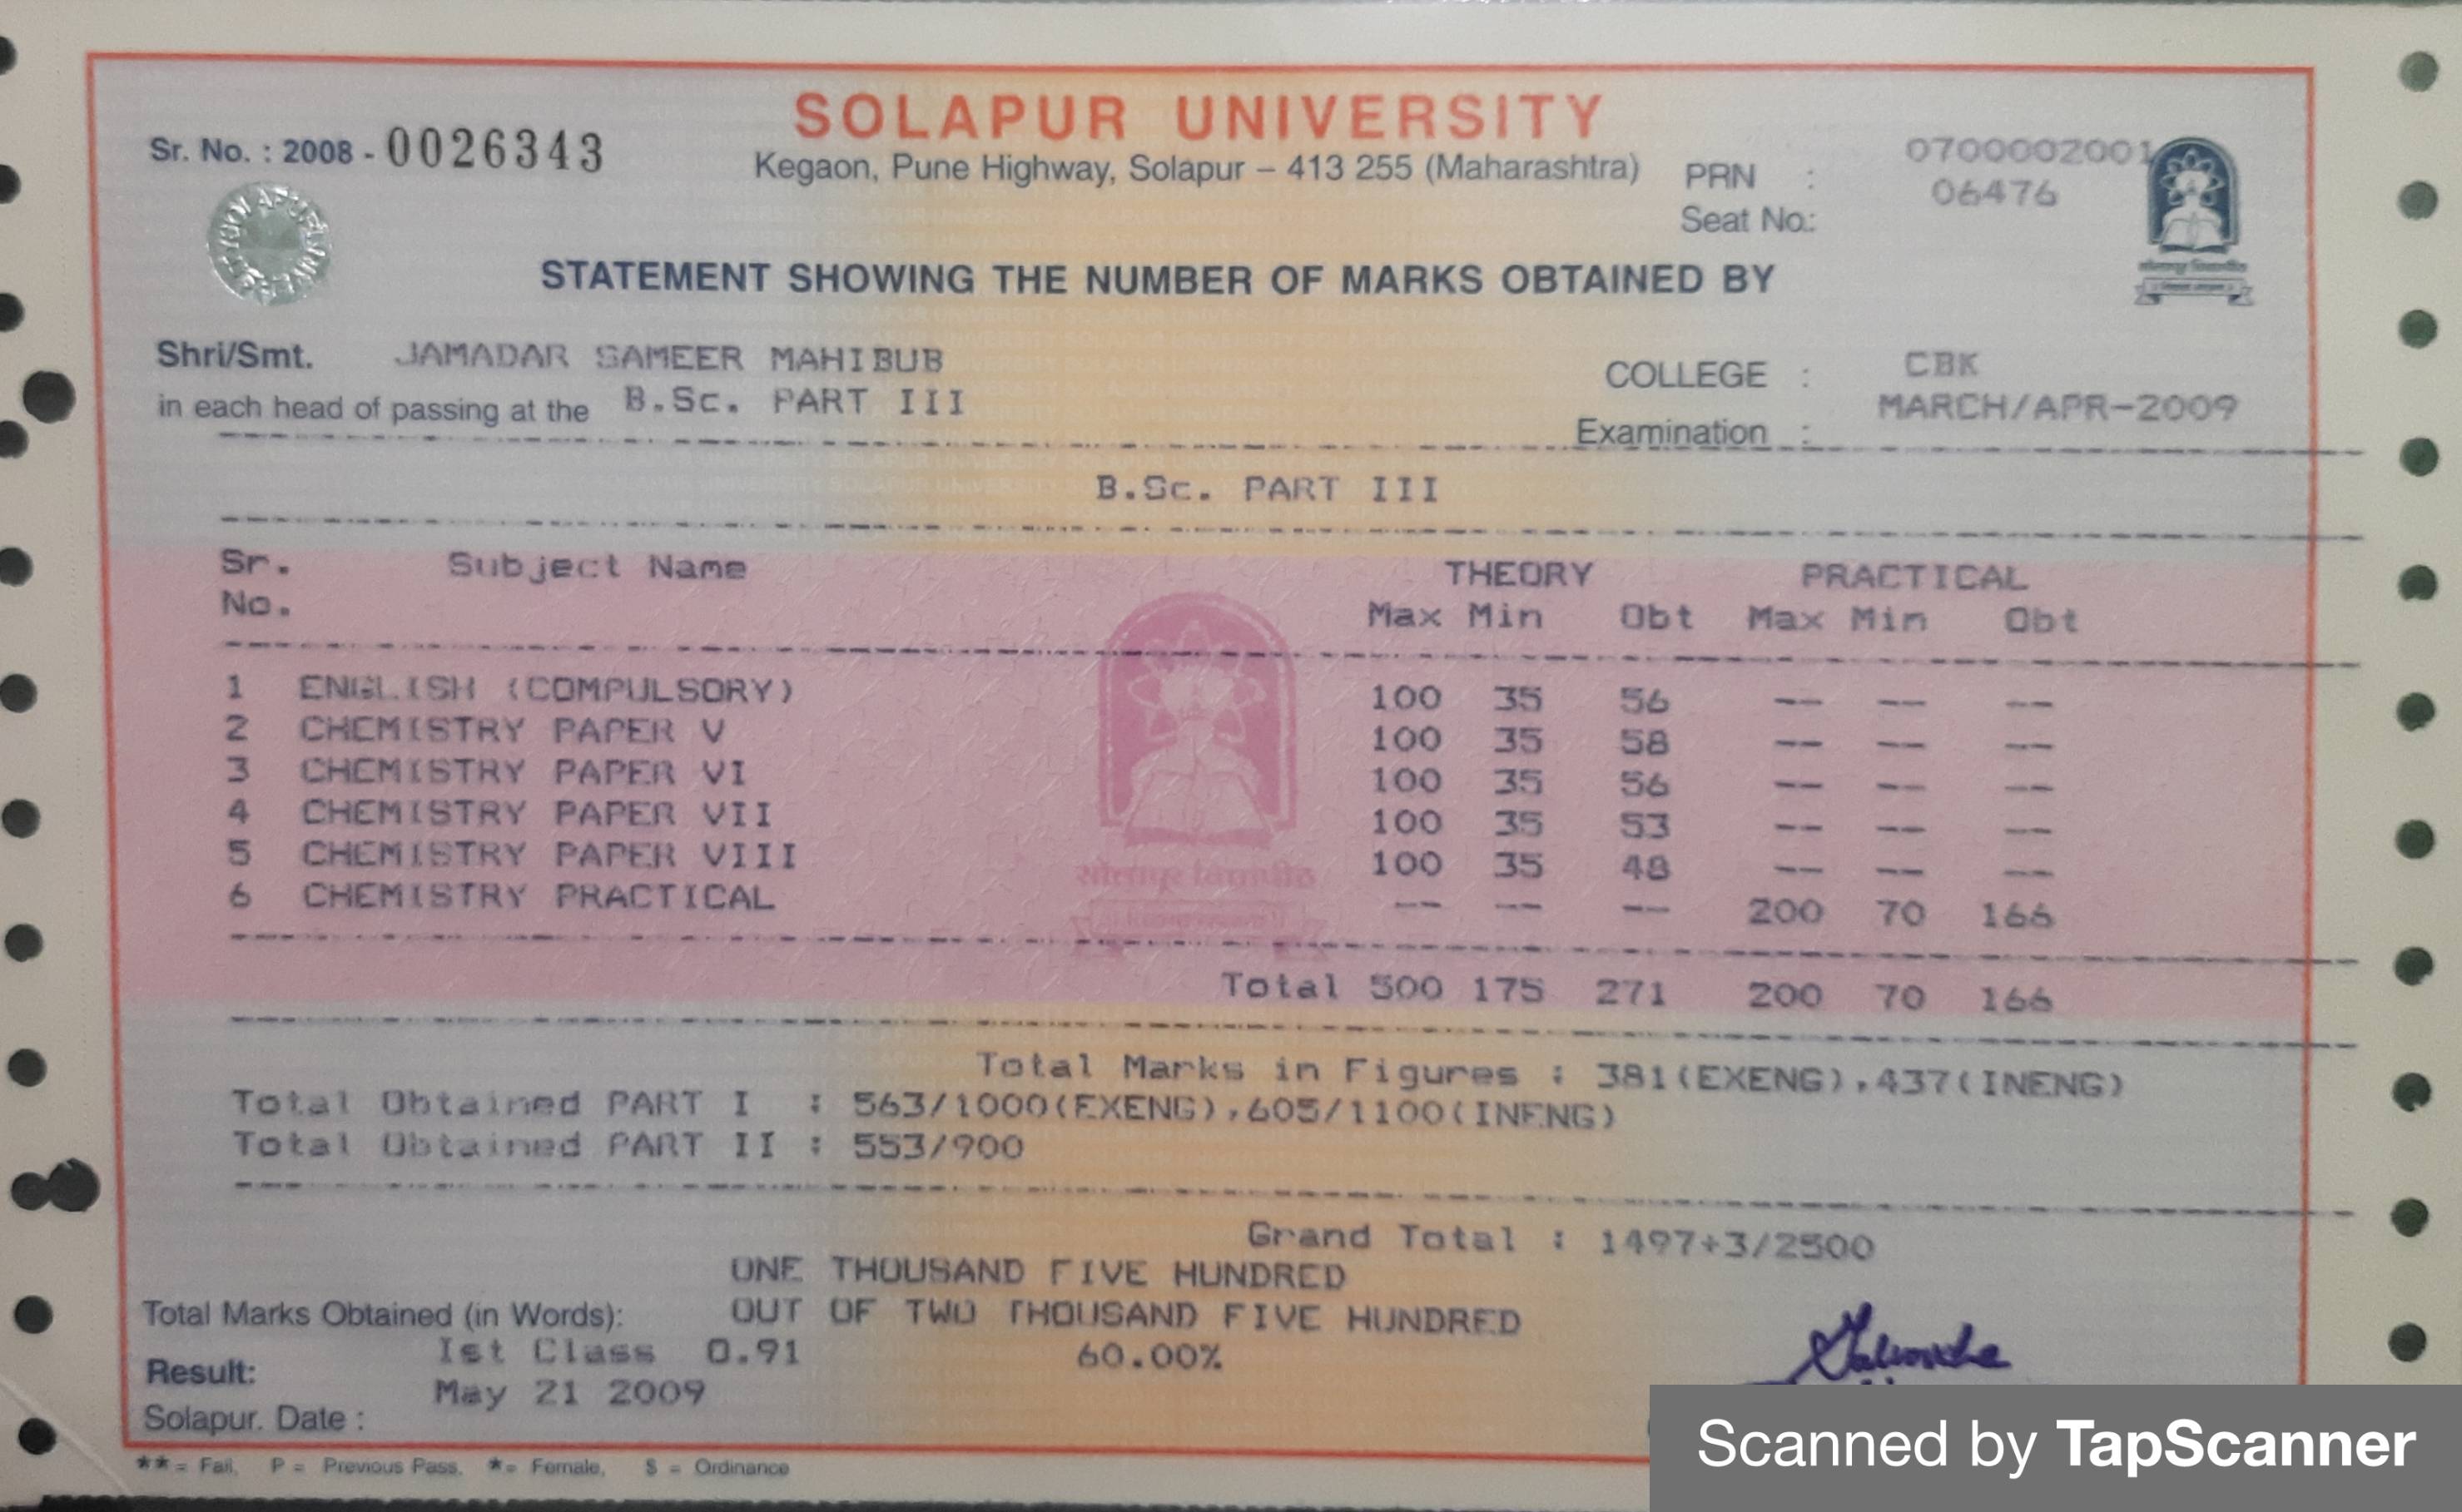 SOLAPUR UNIVERSITY
Sr. No. : 2008 - 0026343
Kegaon, Pune Highway, Solapur – 413 255 (Maharashtra)
PRN : 0700002001
Seat No.: 06476
STATEMENT SHOWING THE NUMBER OF MARKS OBTAINED BY
Shri/Smt. JAMADAR SAMEER MAHIBUB
COLLEGE : CBK
in each head of passing at the B.Sc. PART III
Examination : MARCH/APR-2009
B.Sc. PART III
Sr. Subject Name THEORY PRACTICAL
No. Max Min Obt Max Min Obt
1 ENGLISH (COMPULSORY) 100 35 56 -- -- --
2 CHEMISTRY PAPER V 100 35 58 -- -- --
3 CHEMISTRY PAPER VI 100 35 56 -- -- --
4 CHEMISTRY PAPER VII 100 35 53 -- -- --
5 CHEMISTRY PAPER VIII 100 35 48 -- -- --
6 CHEMISTRY PRACTICAL -- -- -- 200 70 166
Total 500 175 271 200 70 166
Total Marks in Figures : 381(EXENG),437(INENG)
Total Obtained PART I : 563/1000(EXENG),605/1100(INENG)
Total Obtained PART II : 553/900
Grand Total : 1497+3/2500
ONE THOUSAND FIVE HUNDRED
Total Marks Obtained (in Words): OUT OF TWO THOUSAND FIVE HUNDRED
Result: Ist Class 0.91 60.00%
Solapur. Date : May 21 2009
** = Fail, P = Previous Pass, *= Female, $ = Ordinance
Scanned by TapScanner